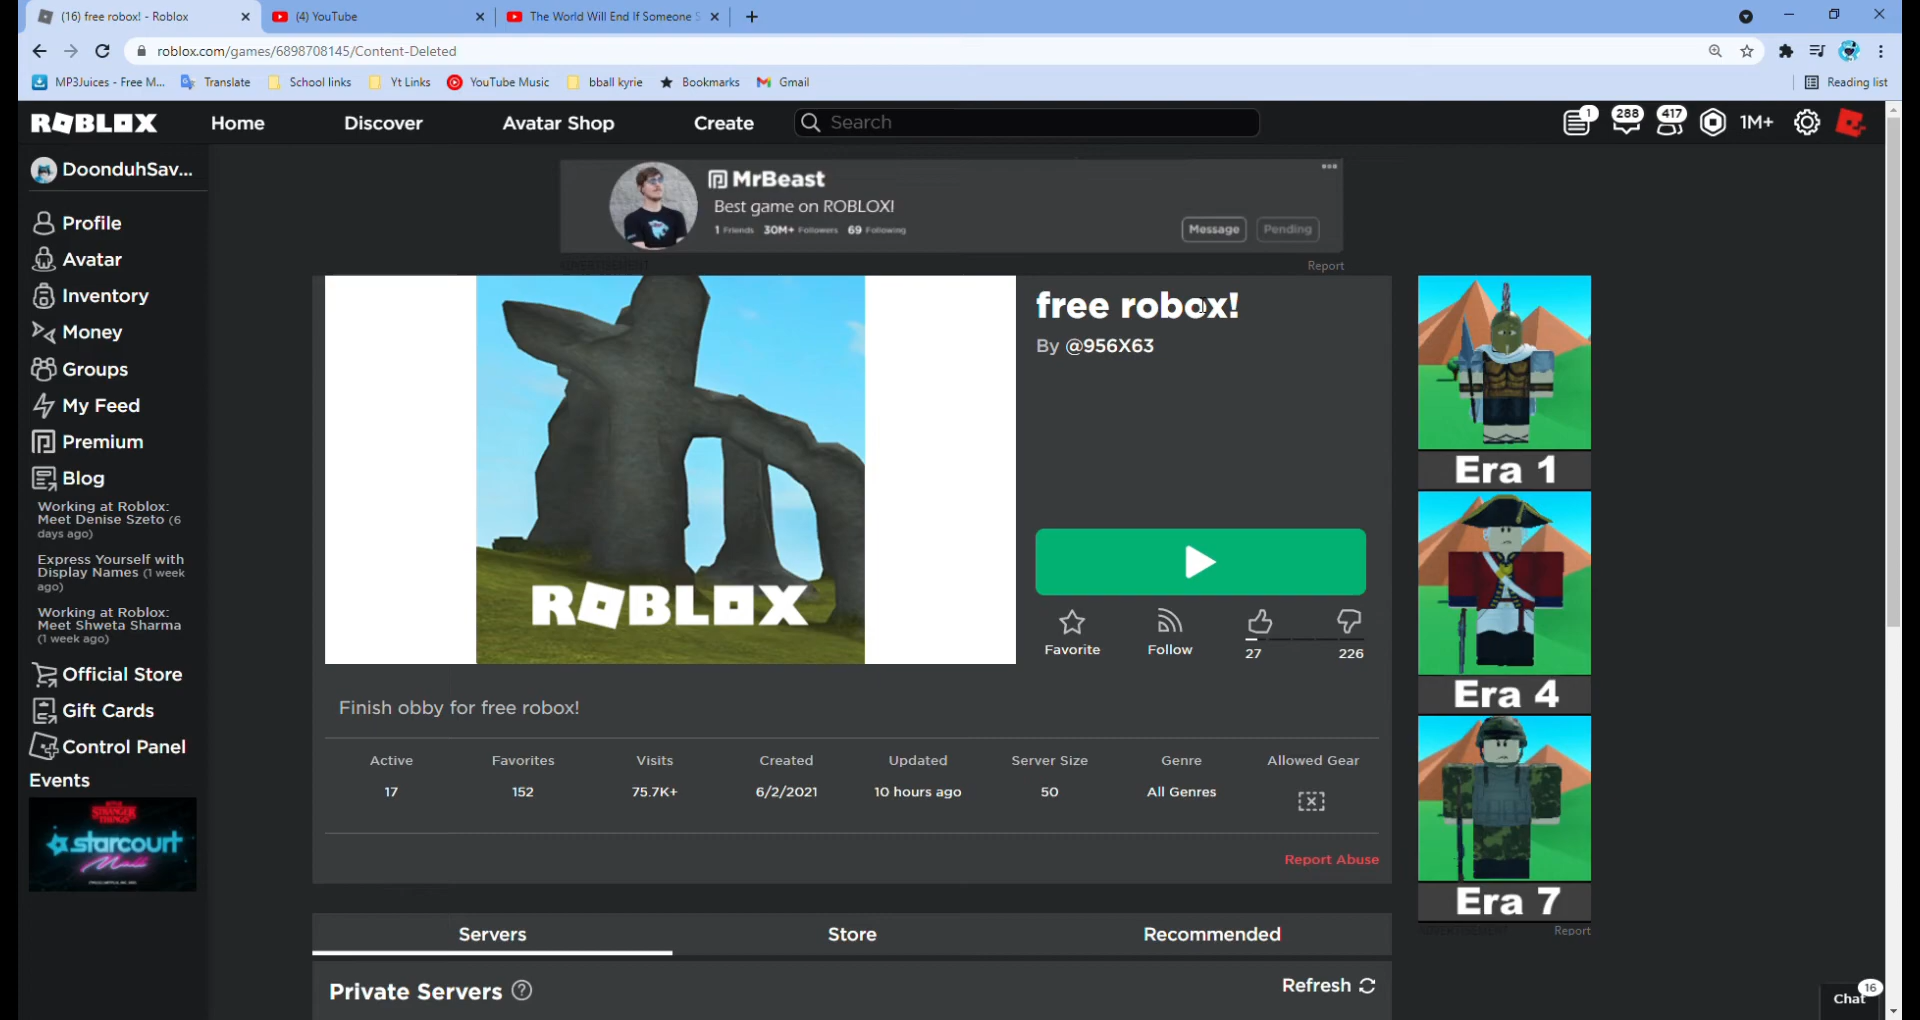 (16) free robox! - Roblox
(4) YouTube
The World Will End If Someone S
roblox.com/games/6898708145/Content-Deleted
MP3Juices - Free M...
Translate
School links
Yt Links
YouTube Music
bball kyrie
Bookmarks
Gmail
Reading list
ROBLOX
Home
Discover
Avatar Shop
Create
Search
1
288
417
1M+
DoonduhSav...
Profile
Avatar
Inventory
Money
Groups
My Feed
Premium
Blog
Working at Roblox:
Meet Denise Szeto (6
days ago)
Express Yourself with
Display Names (1 week
ago)
Working at Roblox:
Meet Shweta Sharma
(1 week ago)
Official Store
Gift Cards
Control Panel
Events
STRANGER
THINGS
starcourt
Mall
MrBeast
Best game on ROBLOX!
1 Friends 30M+ Followers 69 Following
Message
Pending
ADVERTISEMENT
Report
ROBLOX
free robox!
By @956X63
Favorite
Follow
27
226
Finish obby for free robox!
Active
Favorites
Visits
Created
Updated
Server Size
Genre
Allowed Gear
17
152
75.7K+
6/2/2021
10 hours ago
50
All Genres
Report Abuse
Servers
Store
Recommended
Private Servers ?
Refresh
Era 1
Era 4
Era 7
ADVERTISEMENT
Report
Chat
16